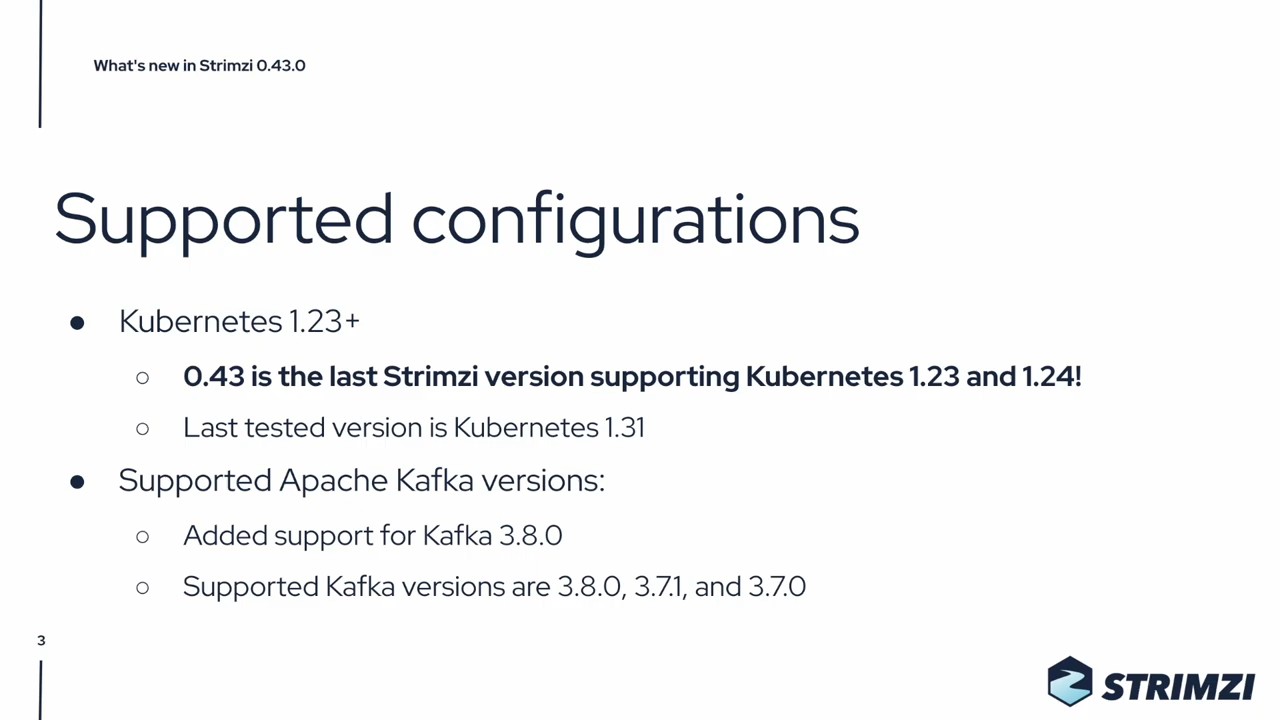 What's new in Strimzi 0.43.0
Supported configurations
● Kubernetes 1.23+
○ 0.43 is the last Strimzi version supporting Kubernetes 1.23 and 1.24!
○ Last tested version is Kubernetes 1.31
● Supported Apache Kafka versions:
○ Added support for Kafka 3.8.0
○ Supported Kafka versions are 3.8.0, 3.7.1, and 3.7.0
3
STRIMZI